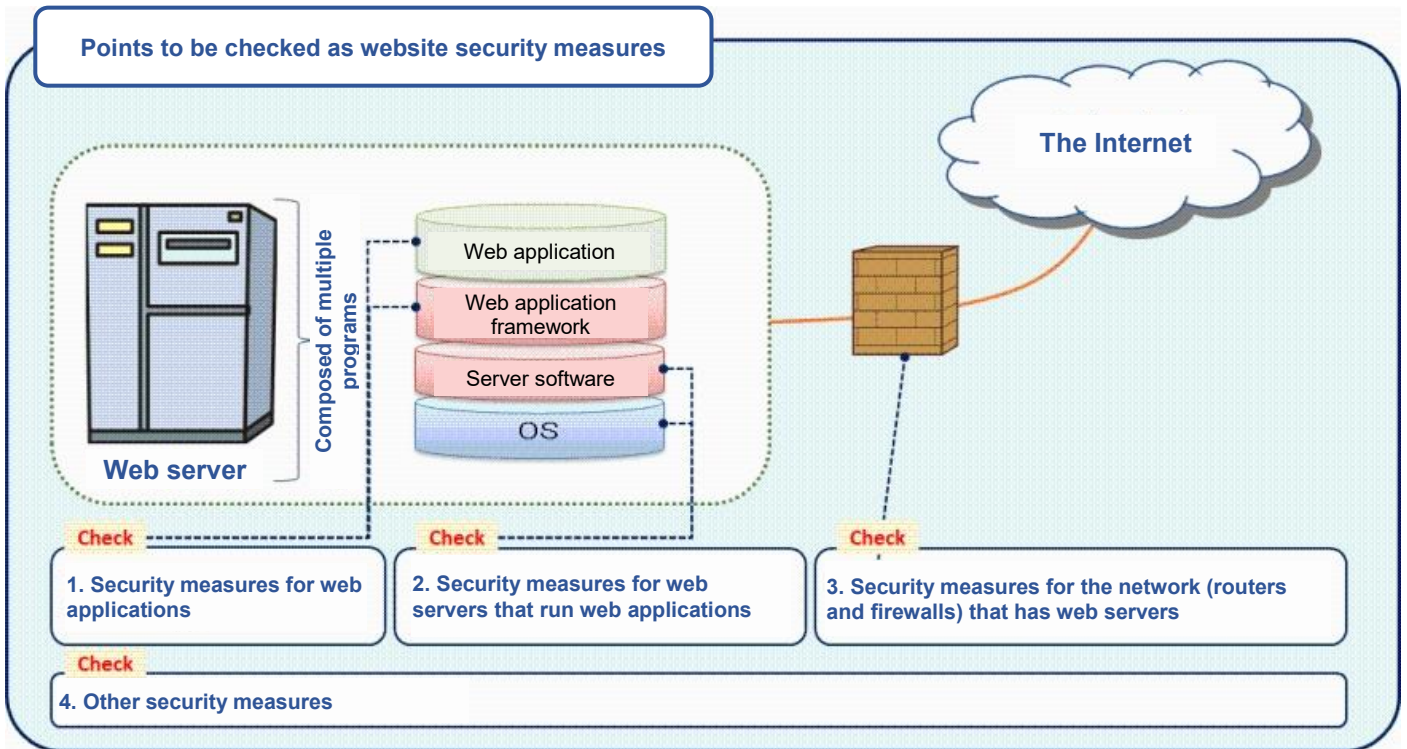 Points to be checked as website security measures
The Internet
Web application
Web application
framework
Server software
OS
Composed of multiple
programs
Web server
Check
1. Security measures for web
applications
Check
2. Security measures for web
servers that run web applications
Check
3. Security measures for the network (routers
and firewalls) that has web servers
Check
4. Other security measures